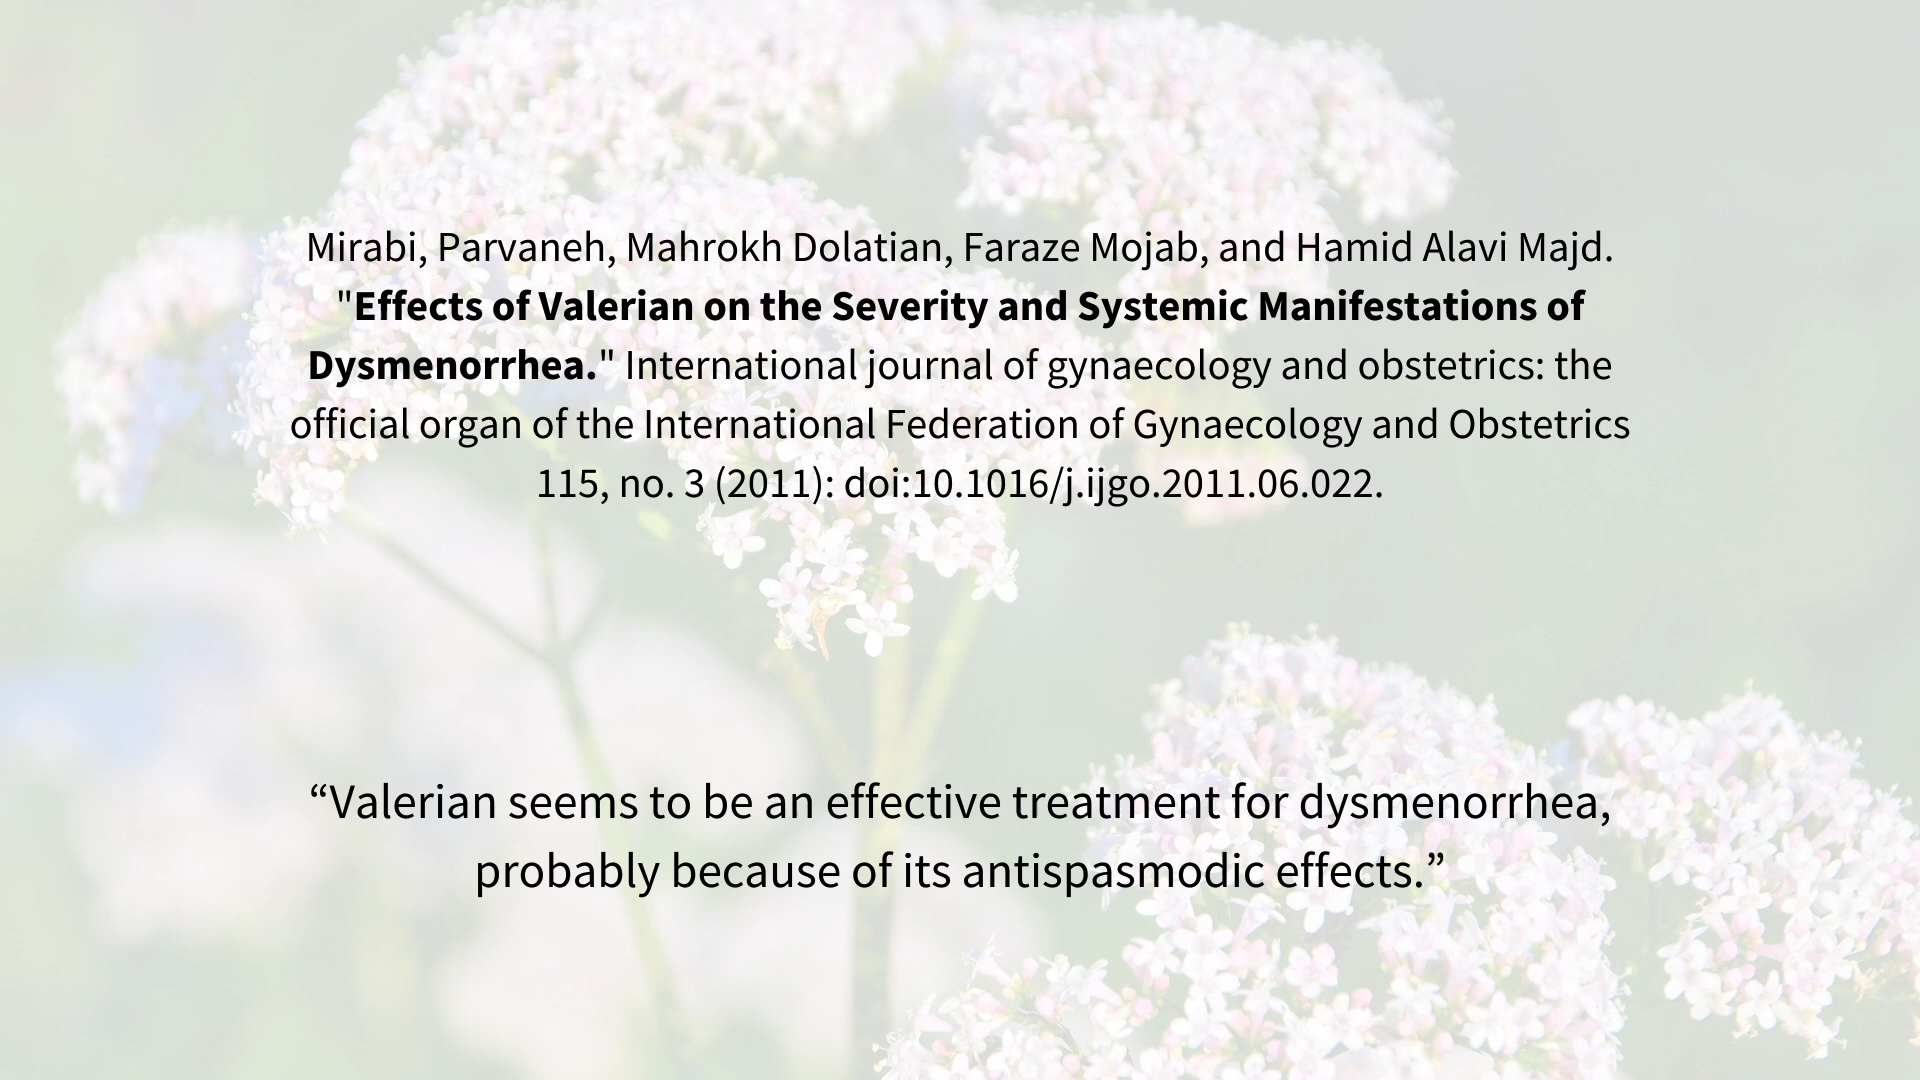 Mirabi, Parvaneh, Mahrokh Dolatian, Faraze Mojab, and Hamid Alavi Majd.
"Effects of Valerian on the Severity and Systemic Manifestations of
Dysmenorrhea." International journal of gynaecology and obstetrics: the
official organ of the International Federation of Gynaecology and Obstetrics
115, no. 3 (2011): doi:10.1016/j.ijgo.2011.06.022.
“Valerian seems to be an effective treatment for dysmenorrhea,
probably because of its antispasmodic effects.”